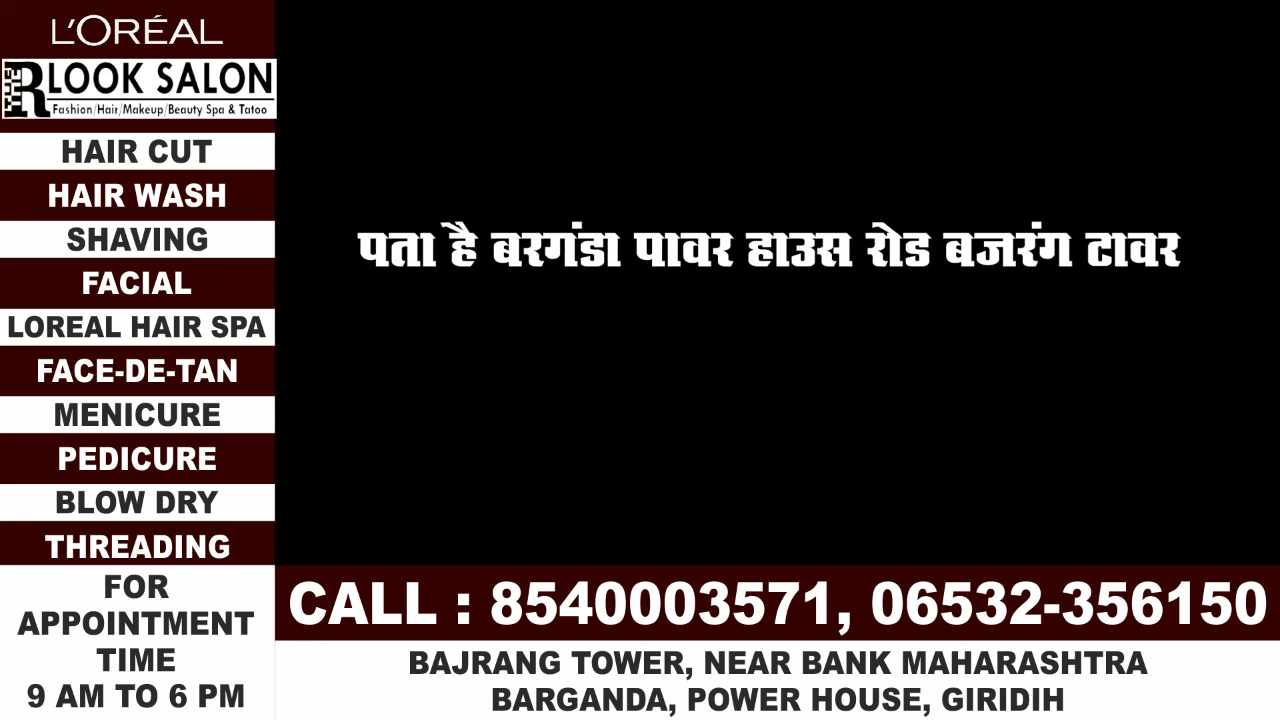 L'ORÉAL
THE R LOOK SALON
Fashion/Hair/Makeup/Beauty Spa & Tatoo
HAIR CUT
HAIR WASH
SHAVING
FACIAL
LOREAL HAIR SPA
FACE-DE-TAN
MENICURE
PEDICURE
BLOW DRY
THREADING
FOR
APPOINTMENT
TIME
9 AM TO 6 PM
पता है बरगंडा पावर हाउस रोड बजरंग टावर
CALL : 8540003571, 06532-356150
BAJRANG TOWER, NEAR BANK MAHARASHTRA
BARGANDA, POWER HOUSE, GIRIDIH